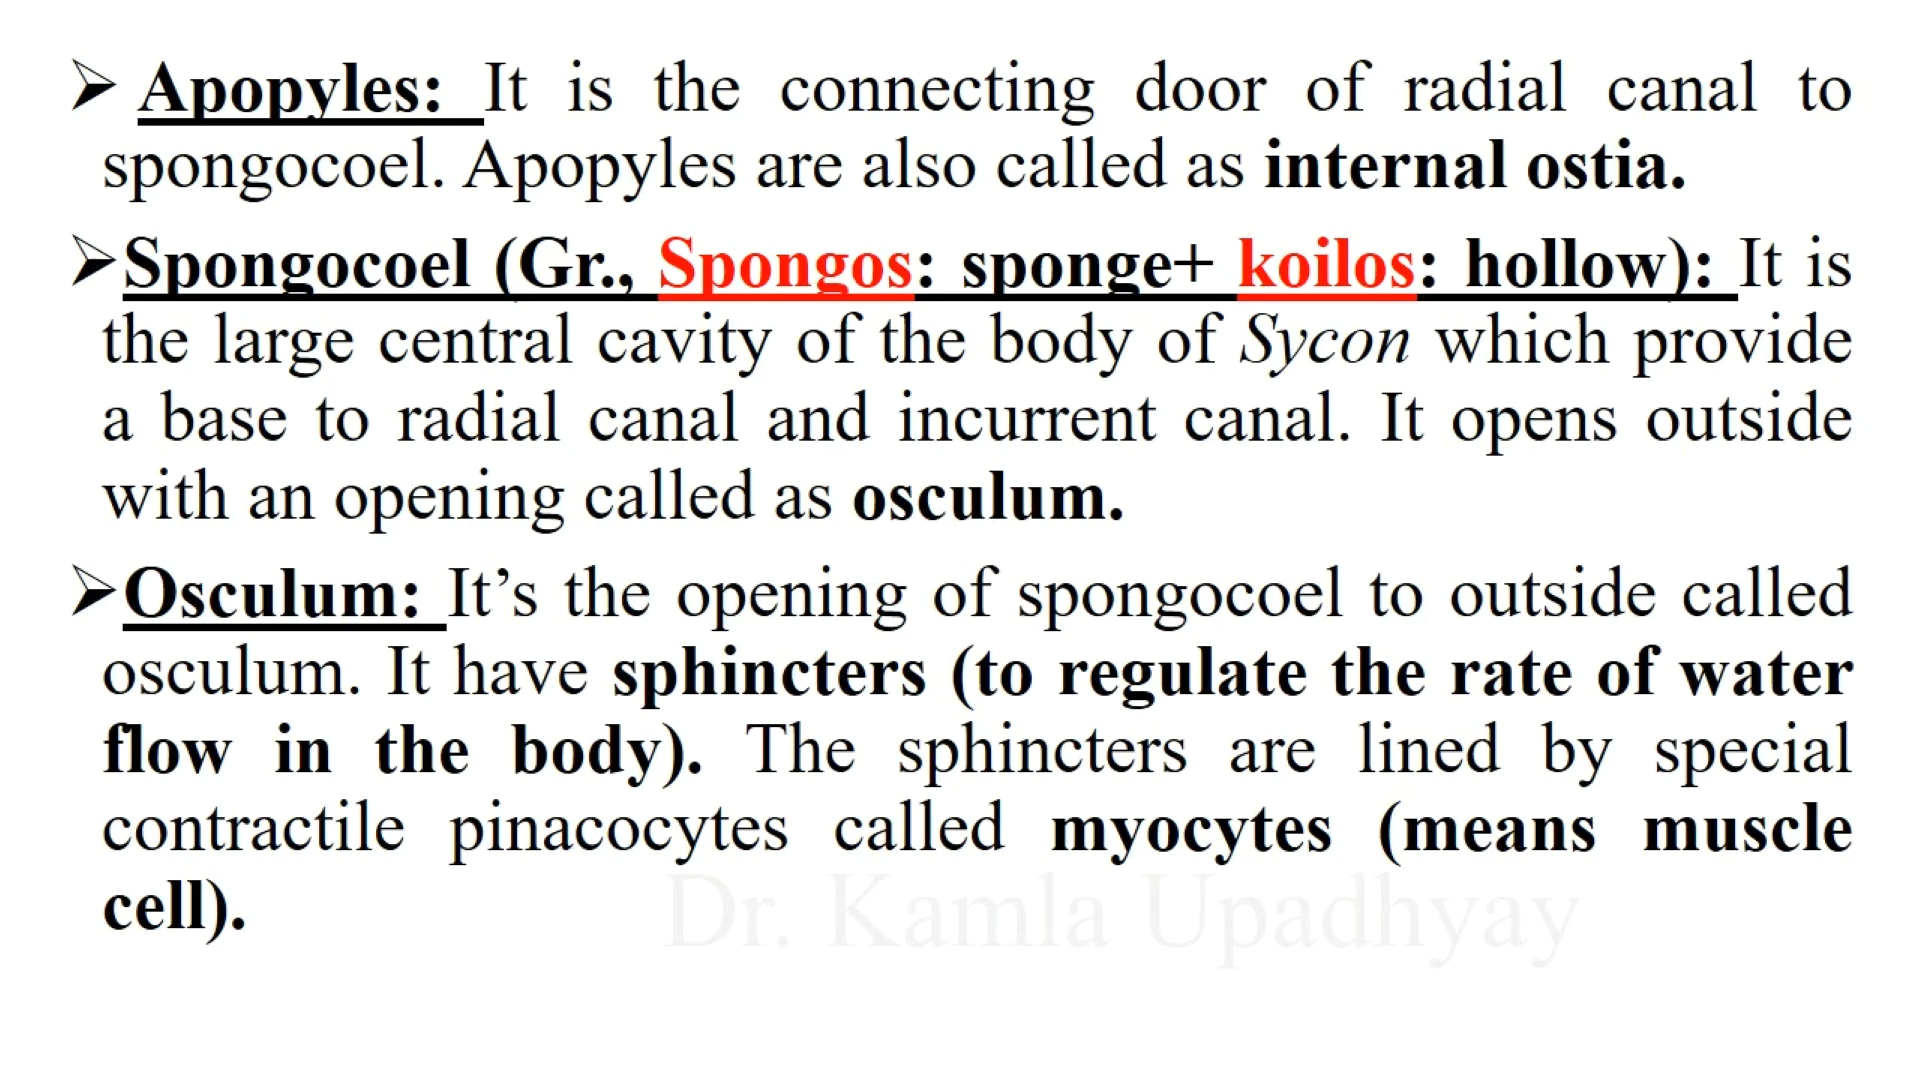 ➢ Apopyles: It is the connecting door of radial canal to
spongocoel. Apopyles are also called as internal ostia.
➢Spongocoel (Gr., Spongos: sponge+ koilos: hollow): It is
the large central cavity of the body of Sycon which provide
a base to radial canal and incurrent canal. It opens outside
with an opening called as osculum.
➢Osculum: It’s the opening of spongocoel to outside called
osculum. It have sphincters (to regulate the rate of water
flow in the body). The sphincters are lined by special
contractile pinacocytes called myocytes (means muscle
cell).
Dr. Kamla Upadhyay